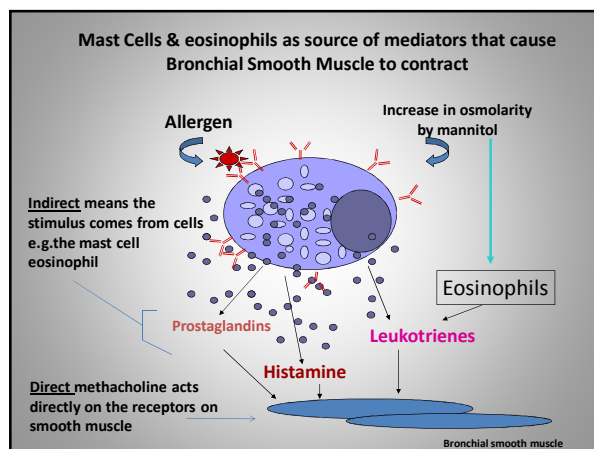 Mast Cells & eosinophils as source of mediators that cause
Bronchial Smooth Muscle to contract
Allergen
Increase in osmolarity
by mannitol
Indirect means the
stimulus comes from cells
e.g.the mast cell
eosinophil
Eosinophils
Prostaglandins
Leukotrienes
Histamine
Direct methacholine acts
directly on the receptors on
smooth muscle
Bronchial smooth muscle